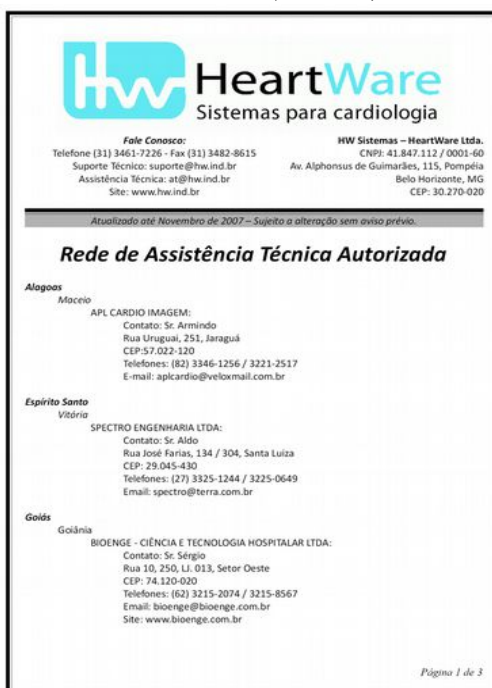 Hw HeartWare
Sistemas para cardiologia
Fale Conosco:
Telefone (31) 3461-7226 - Fax (31) 3482-8615
Suporte Técnico: suporte@hw.ind.br
Assistência Técnica: at@hw.ind.br
Site: www.hw.ind.br
HW Sistemas – HeartWare Ltda.
CNPJ: 41.847.112 / 0001-60
Av. Alphonsus de Guimarães, 115, Pompéia
Belo Horizonte, MG
CEP: 30.270-020
Atualizado até Novembro de 2007 – Sujeito a alteração sem aviso prévio.
Rede de Assistência Técnica Autorizada
Alagoas
Maceio
APL CARDIO IMAGEM:
Contato: Sr. Armindo
Rua Uruguai, 251, Jaraguá
CEP:57.022-120
Telefones: (82) 3346-1256 / 3221-2517
E-mail: aplcardio@veloxmail.com.br
Espírito Santo
Vitória
SPECTRO ENGENHARIA LTDA:
Contato: Sr. Aldo
Rua José Farias, 134 / 304, Santa Luiza
CEP: 29.045-430
Telefones: (27) 3325-1244 / 3225-0649
Email: spectro@terra.com.br
Goiás
Goiânia
BIOENGE - CIÊNCIA E TECNOLOGIA HOSPITALAR LTDA:
Contato: Sr. Sérgio
Rua 10, 250, LJ. 013, Setor Oeste
CEP: 74.120-020
Telefones: (62) 3215-2074 / 3215-8567
Email: bioenge@bioenge.com.br
Site: www.bioenge.com.br
Página 1 de 3